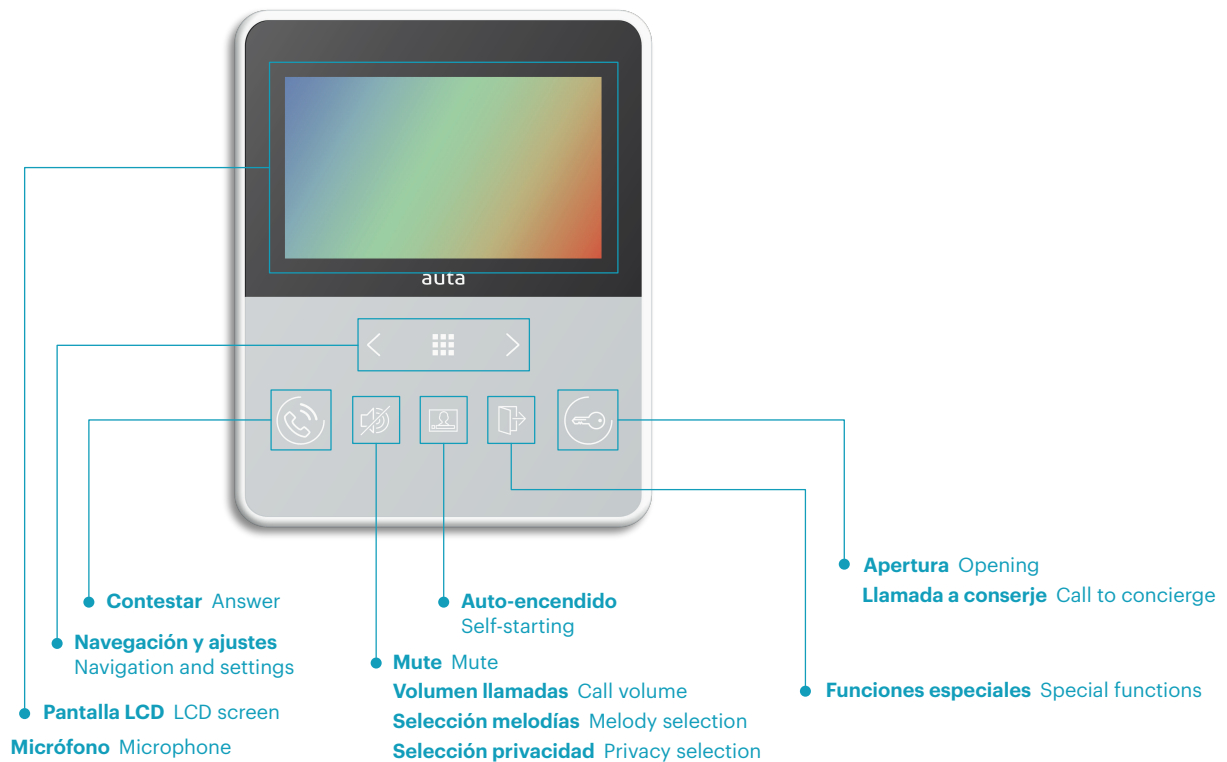 auta
Apertura Opening
Llamada a conserje Call to concierge
Contestar Answer
Auto-encendido
Self-starting
Navegación y ajustes
Navigation and settings
Mute Mute
Volumen llamadas Call volume
Selección melodías Melody selection
Selección privacidad Privacy selection
Funciones especiales Special functions
Pantalla LCD LCD screen
Micrófono Microphone